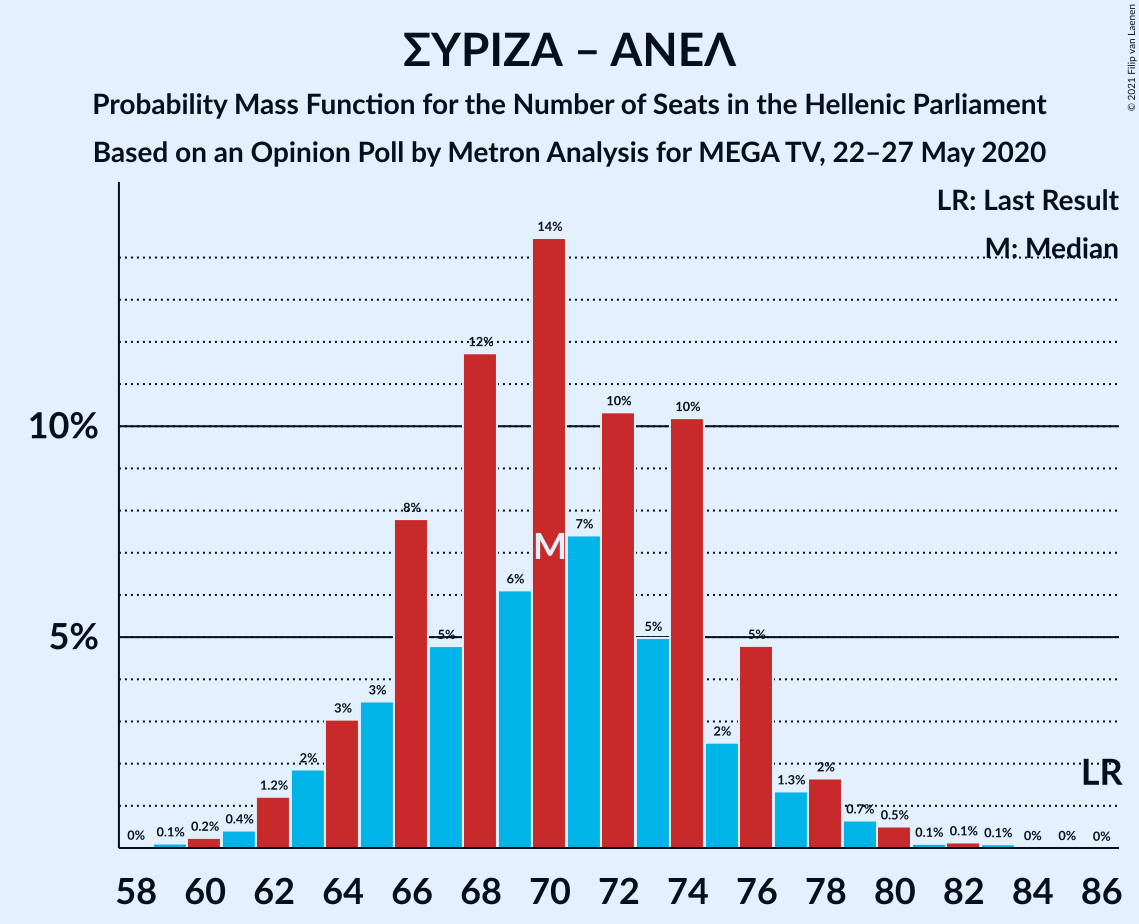 ΣΥΡΙΖΑ – ΑΝΕΛ
Probability Mass Function for the Number of Seats in the Hellenic Parliament
Based on an Opinion Poll by Metron Analysis for MEGA TV, 22–27 May 2020
© 2021 Filip van Laenen
LR: Last Result
M: Median
14%
12%
10% 10%
10%
8%
7%
M
6%
5%
5% 5% 5%
3%
3%
2%
2%
LR
2%
1.3%
1.2%
0.7%
0.5%
0.4%
0% 0.1% 0.2% 0.1% 0.1% 0.1% 0% 0% 0%
58 60 62 64 66 68 70 72 74 76 78 80 82 84 86